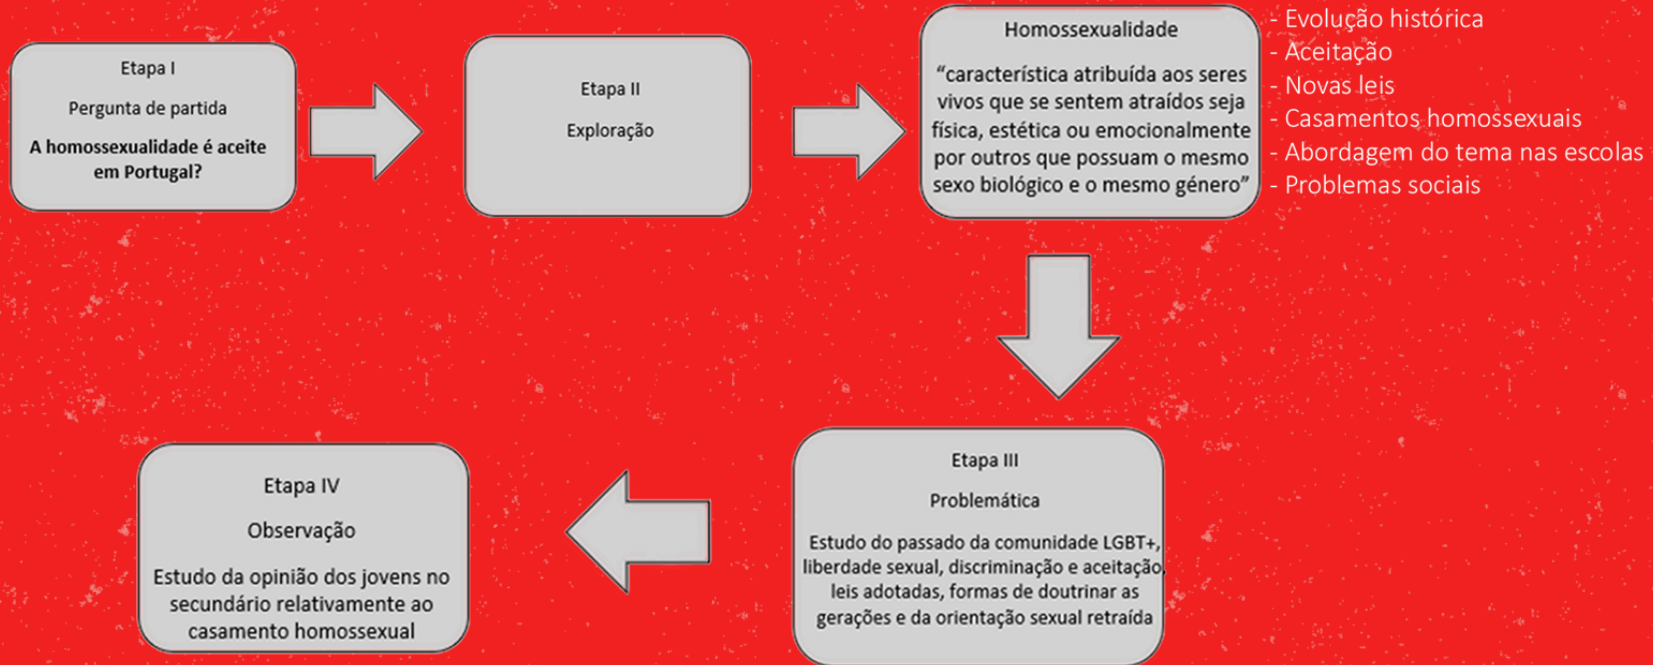 Etapa I
Pergunta de partida
A homossexualidade é aceite
em Portugal?
Etapa II
Exploração
Homossexualidade
“característica atribuída aos seres
vivos que se sentem atraídos seja
física, estética ou emocionalmente
por outros que possuam o mesmo
sexo biológico e o mesmo género”
- Evolução histórica
- Aceitação
- Novas leis
- Casamentos homossexuais
- Abordagem do tema nas escolas
- Problemas sociais
Etapa III
Problemática
Estudo do passado da comunidade LGBT+,
liberdade sexual, discriminação e aceitação,
leis adotadas, formas de doutrinar as
gerações e da orientação sexual retraída
Etapa IV
Observação
Estudo da opinião dos jovens no
secundário relativamente ao
casamento homossexual